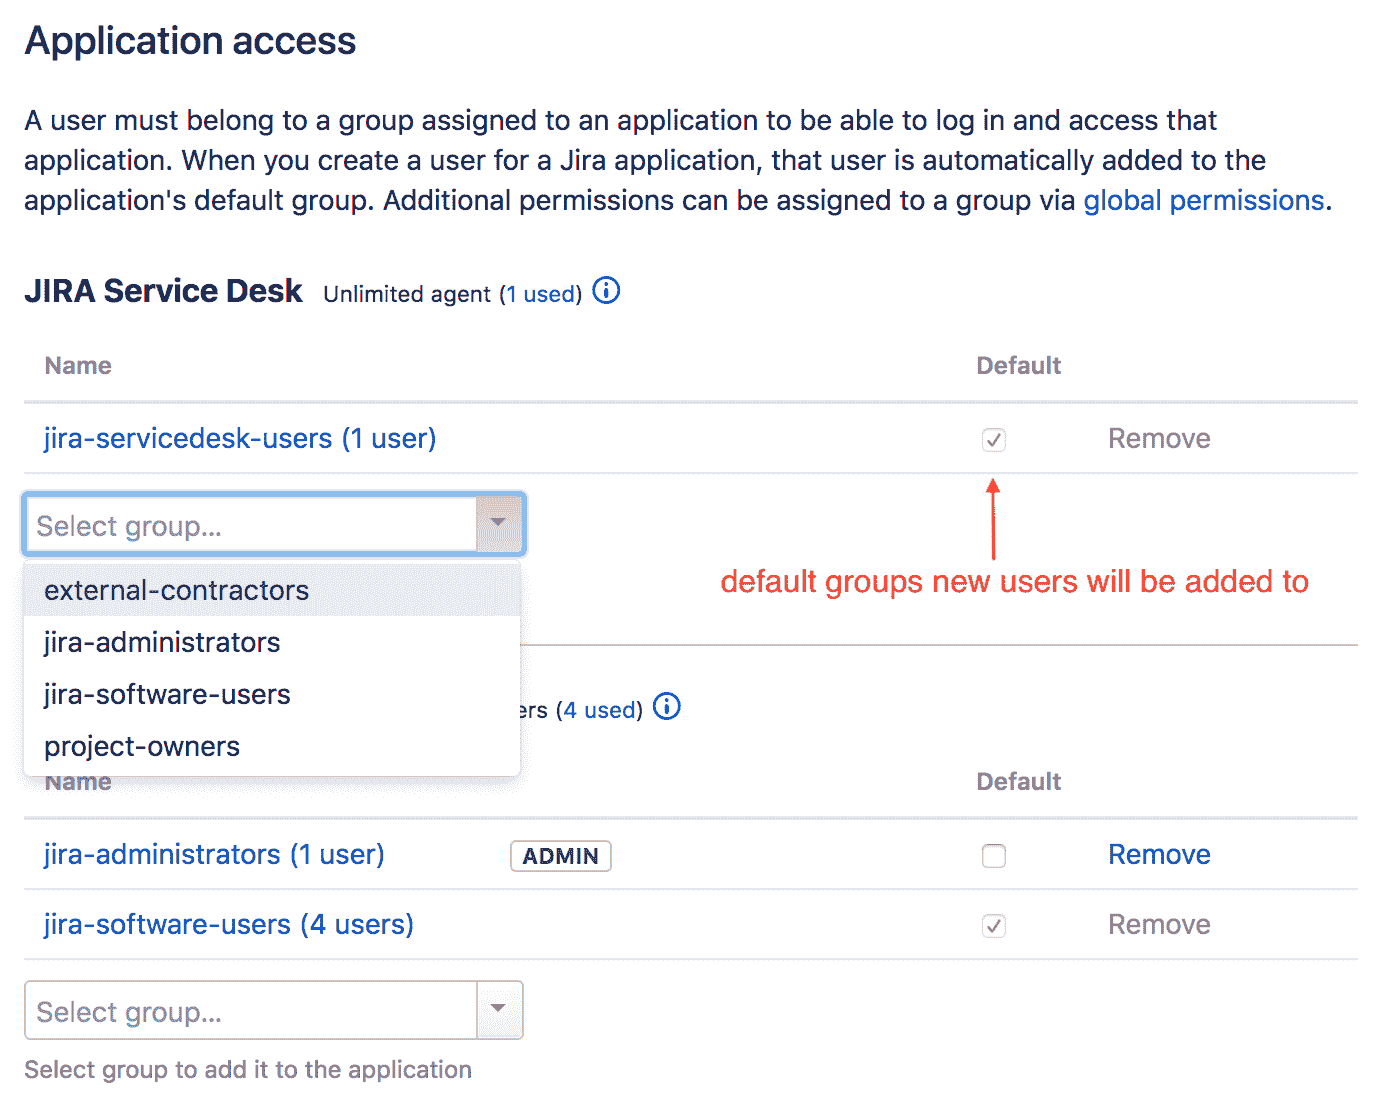 Application access
A user must belong to a group assigned to an application to be able to log in and access that
application. When you create a user for a Jira application, that user is automatically added to the
application's default group. Additional permissions can be assigned to a group via global permissions.
JIRA Service Desk Unlimited agent (1 used)
Name Default
jira-servicedesk-users (1 user) Remove
Select group...
default groups new users will be added to
external-contractors
jira-administrators
jira-software-users
project-owners
ers (4 used)
Name Default
jira-administrators (1 user) ADMIN Remove
jira-software-users (4 users) Remove
Select group...
Select group to add it to the application